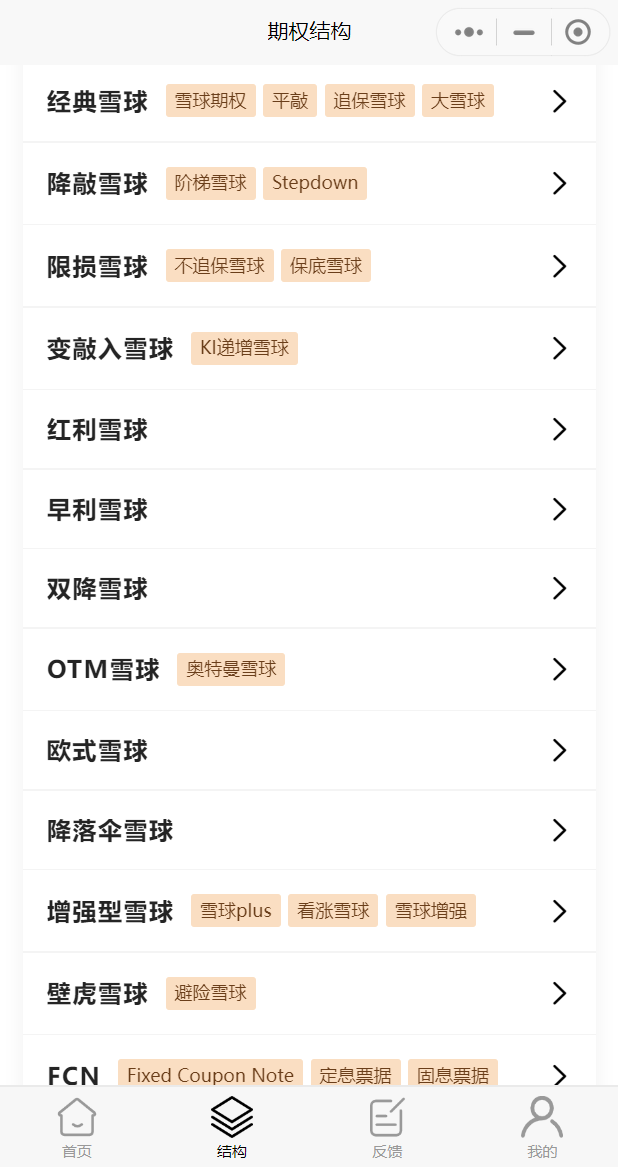 期权结构
经典雪球 雪球期权 平敲 追保雪球 大雪球
降敲雪球 阶梯雪球 Stepdown
限损雪球 不追保雪球 保底雪球
变敲入雪球 KI递增雪球
红利雪球
早利雪球
双降雪球
OTM雪球 奥特曼雪球
欧式雪球
降落伞雪球
增强型雪球 雪球plus 看涨雪球 雪球增强
壁虎雪球 避险雪球
FCN Fixed Coupon Note 定息票据 固息票据
首页 结构 反馈 我的